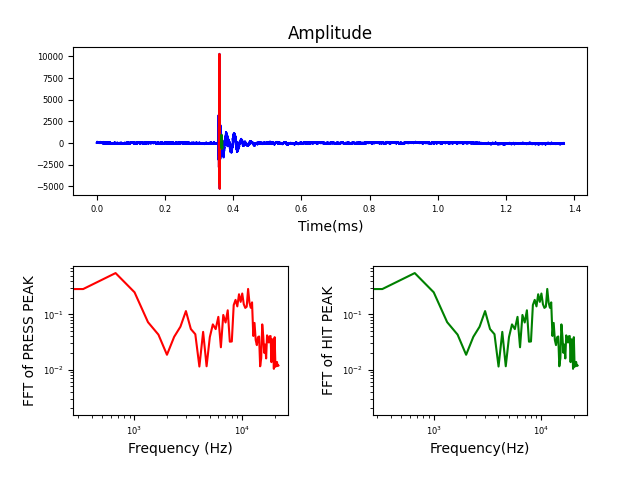 Amplitude
10000
7500
5000
2500
0
−2500
−5000
0.0 0.2 0.4 0.6 0.8 1.0 1.2 1.4
Time(ms)
FFT of PRESS PEAK
10⁻¹
10⁻²
10³ 10⁴
Frequency (Hz)
FFT of HIT PEAK
10⁻¹
10⁻²
10³ 10⁴
Frequency(Hz)